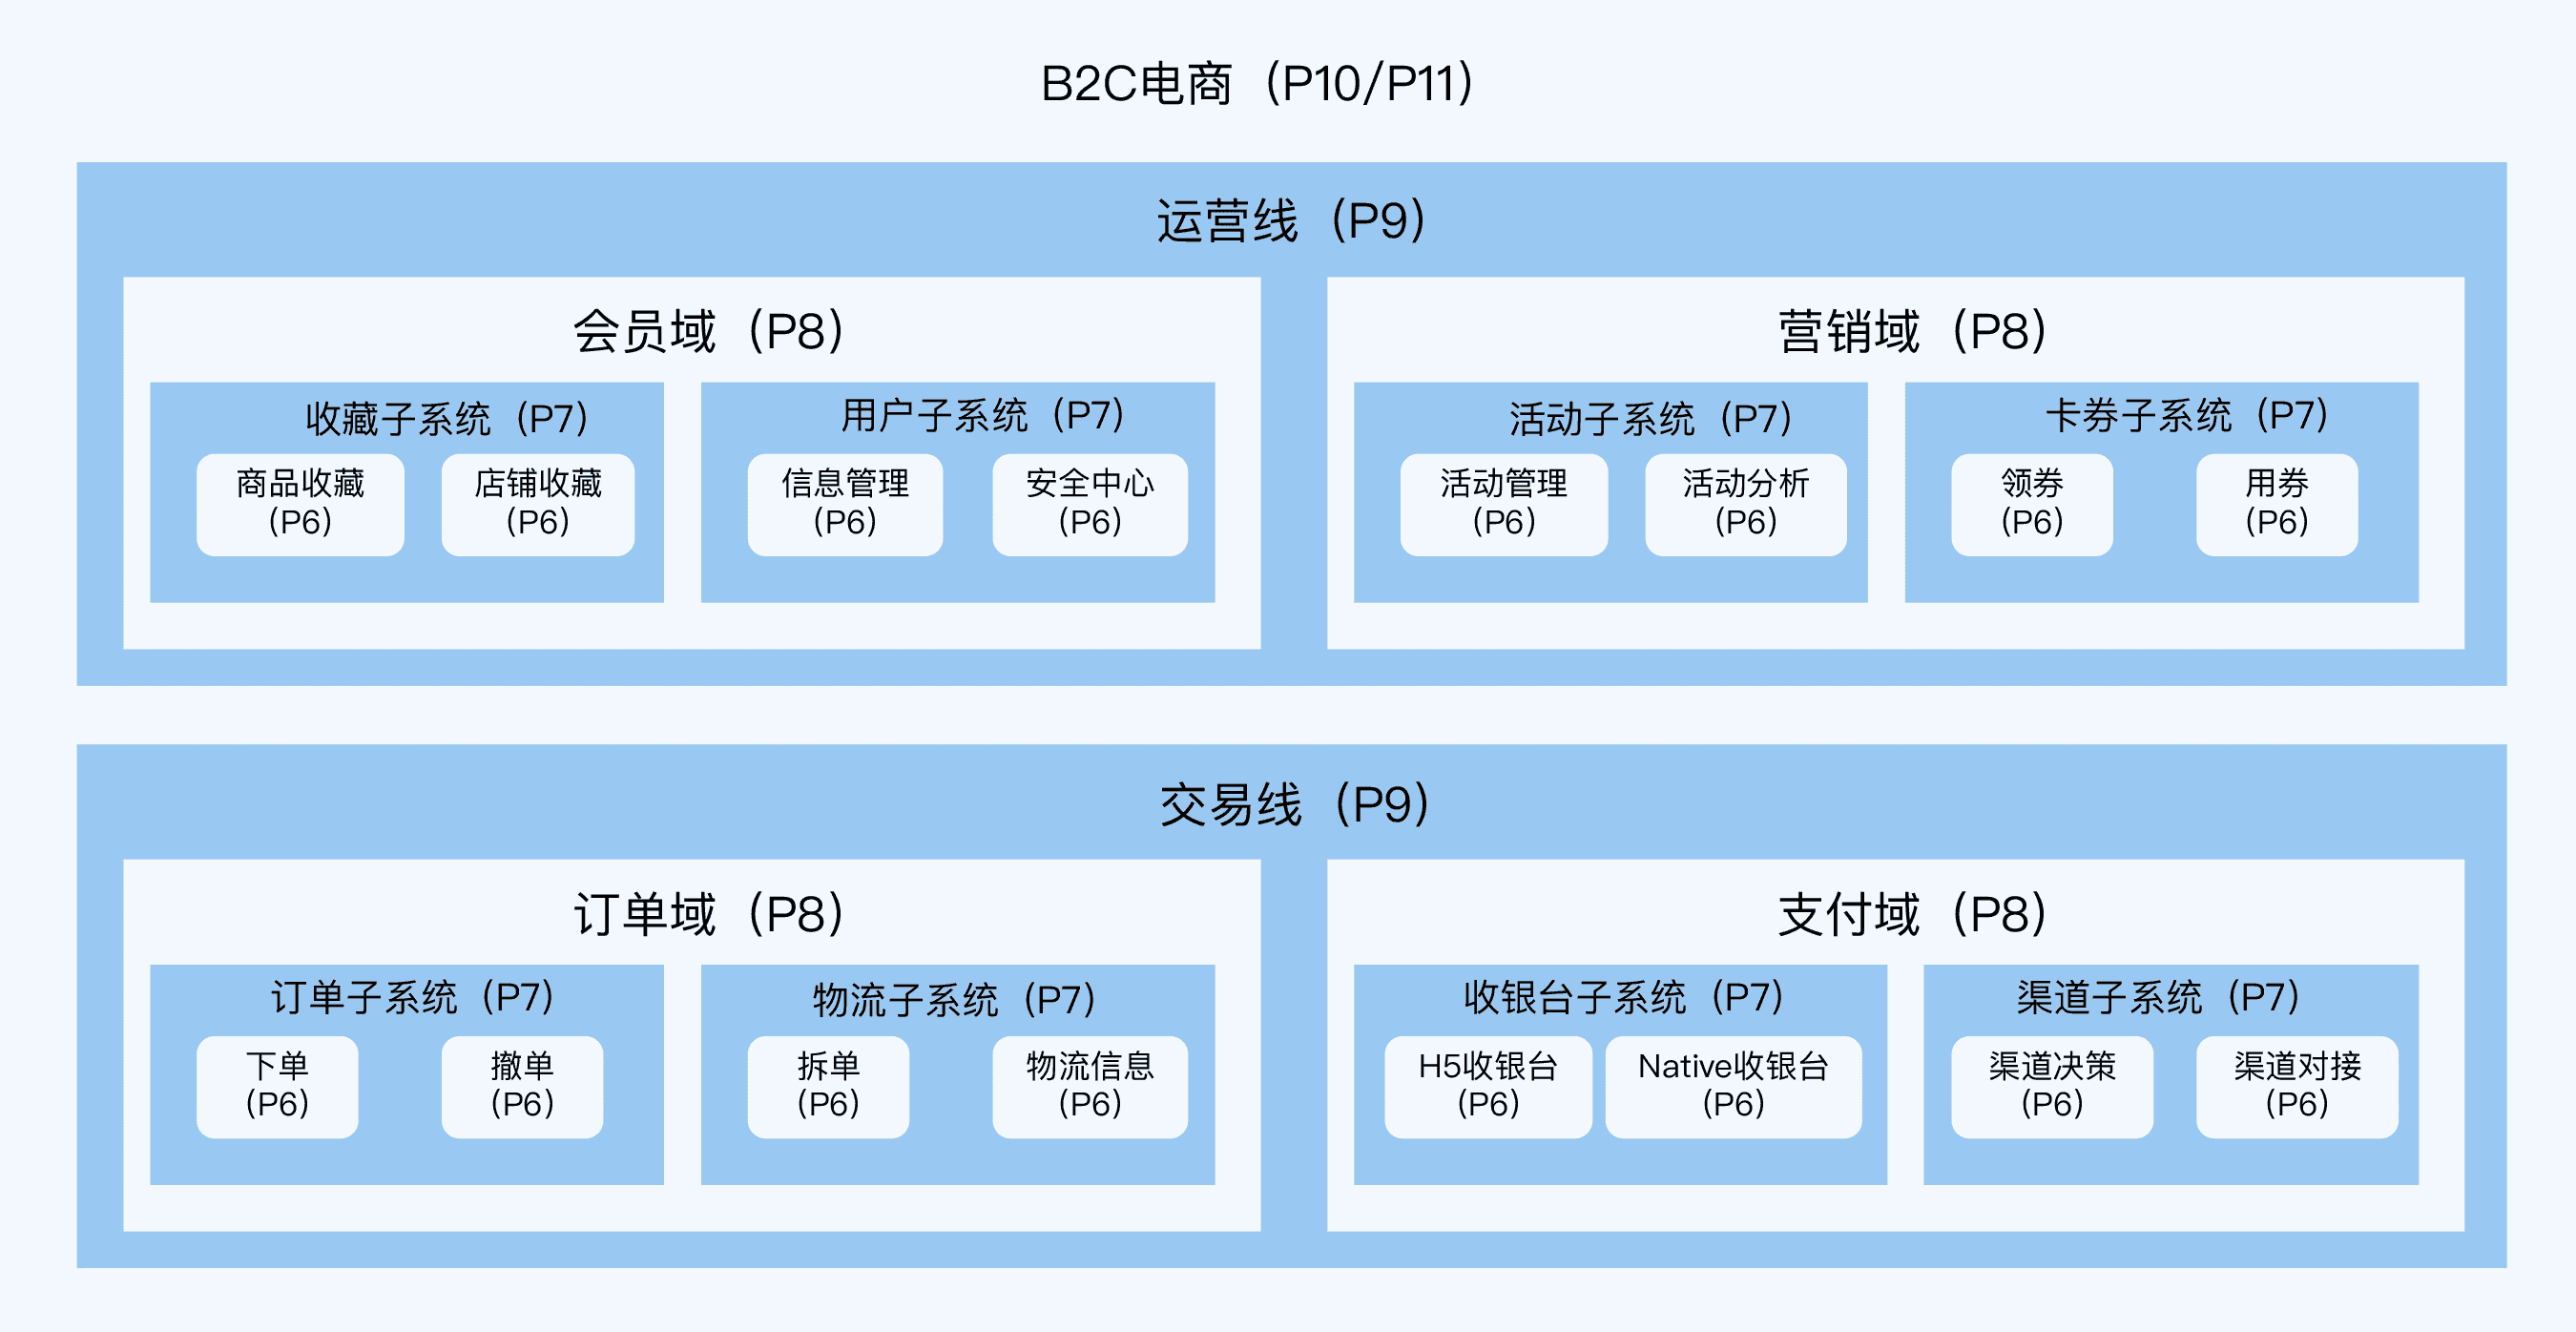 B2C电商（P10/P11）
运营线（P9）
会员域（P8）
营销域（P8）
收藏子系统（P7）
用户子系统（P7）
活动子系统（P7）
卡券子系统（P7）
商品收藏
（P6）
店铺收藏
（P6）
信息管理
（P6）
安全中心
（P6）
活动管理
（P6）
活动分析
（P6）
领券
（P6）
用券
（P6）
交易线（P9）
订单域（P8）
支付域（P8）
订单子系统（P7）
物流子系统（P7）
收银台子系统（P7）
渠道子系统（P7）
下单
（P6）
撤单
（P6）
拆单
（P6）
物流信息
（P6）
H5收银台
（P6）
Native收银台
（P6）
渠道决策
（P6）
渠道对接
（P6）